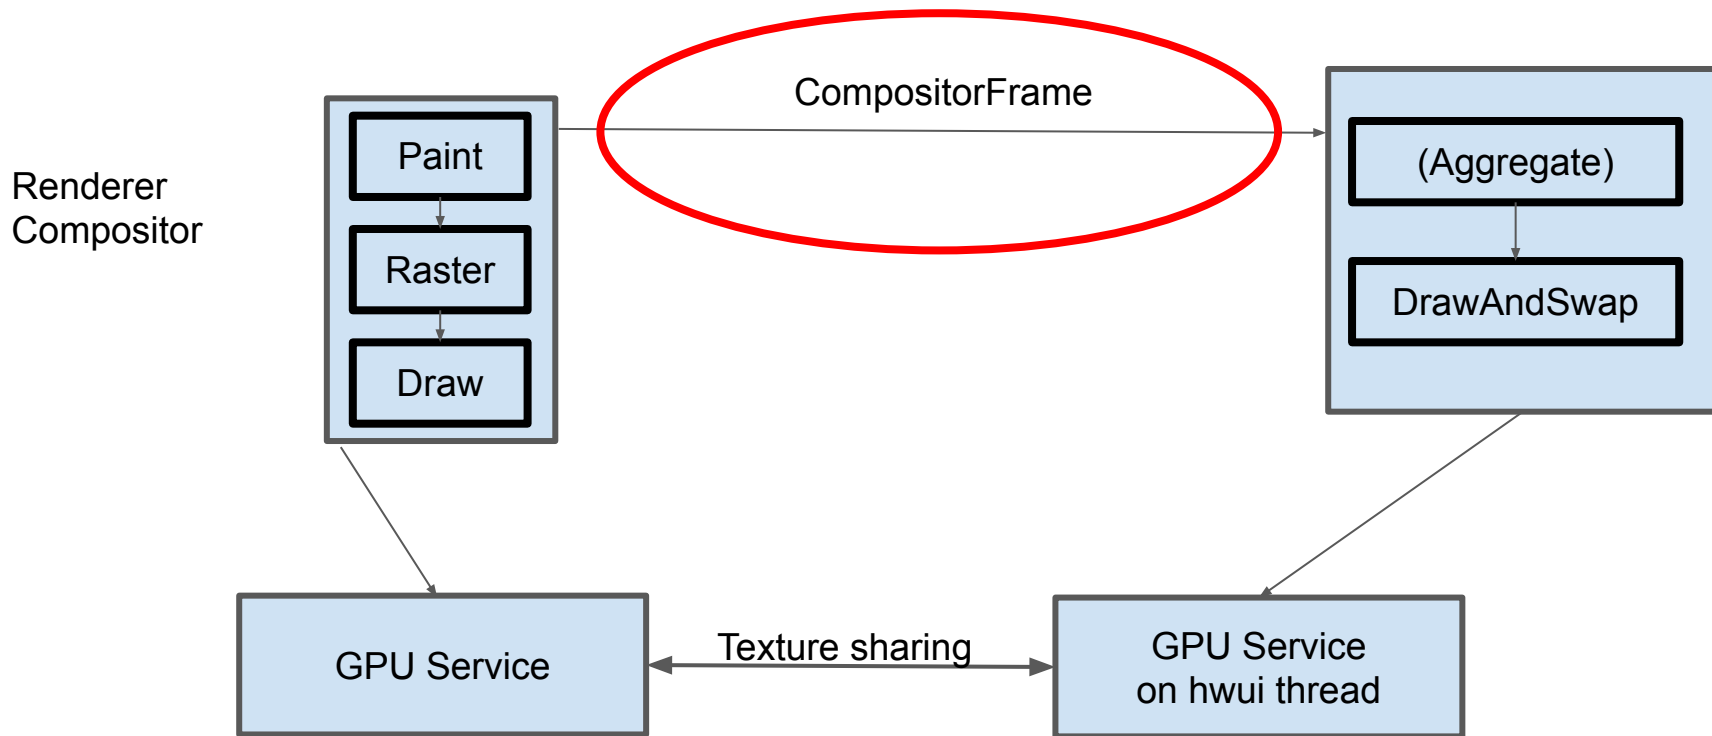 CompositorFrame
Renderer
Compositor
Paint
Raster
Draw
(Aggregate)
DrawAndSwap
GPU Service
Texture sharing
GPU Service
on hwui thread